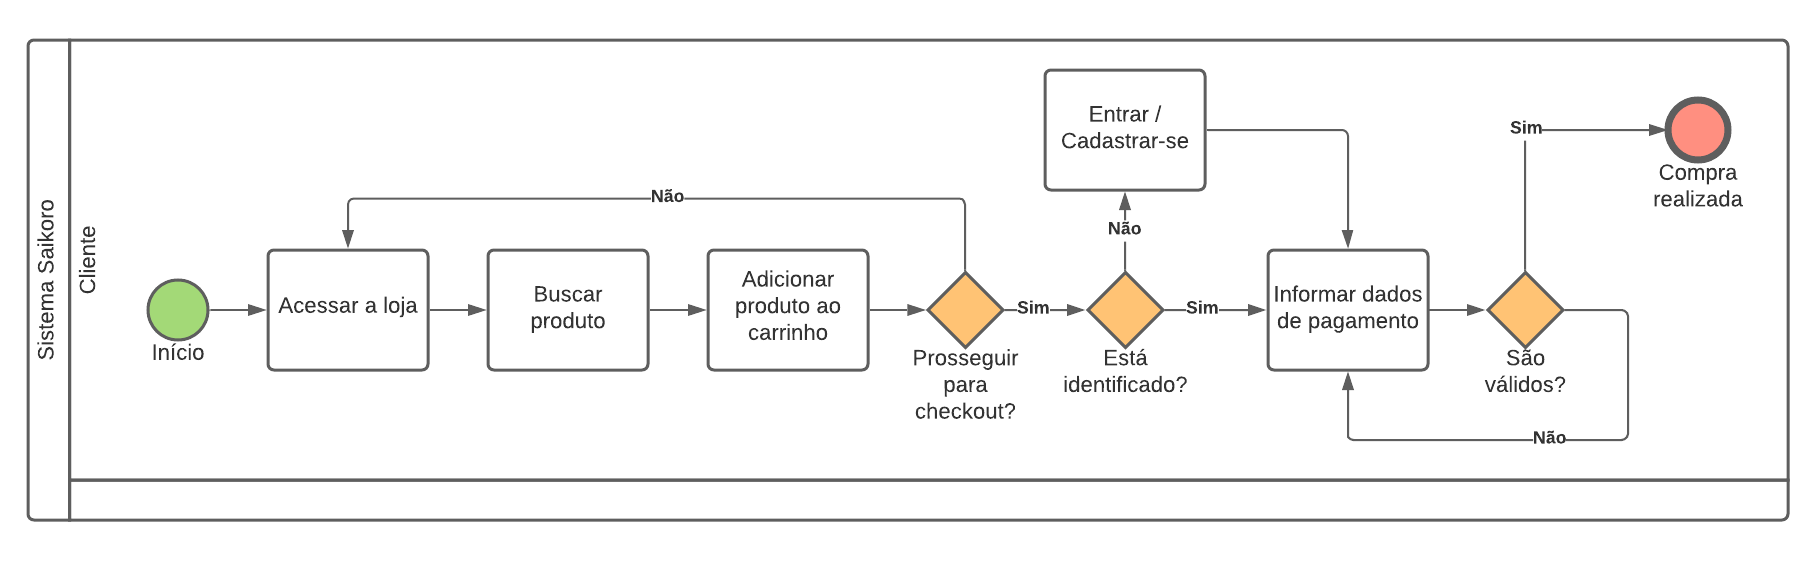 Sistema Saikoro
Cliente
Início
Acessar a loja
Buscar
produto
Adicionar
produto ao
carrinho
Não
Prosseguir
para
checkout?
Sim
Está
identificado?
Não
Entrar /
Cadastrar-se
Sim
Informar dados
de pagamento
São
válidos?
Não
Sim
Compra
realizada